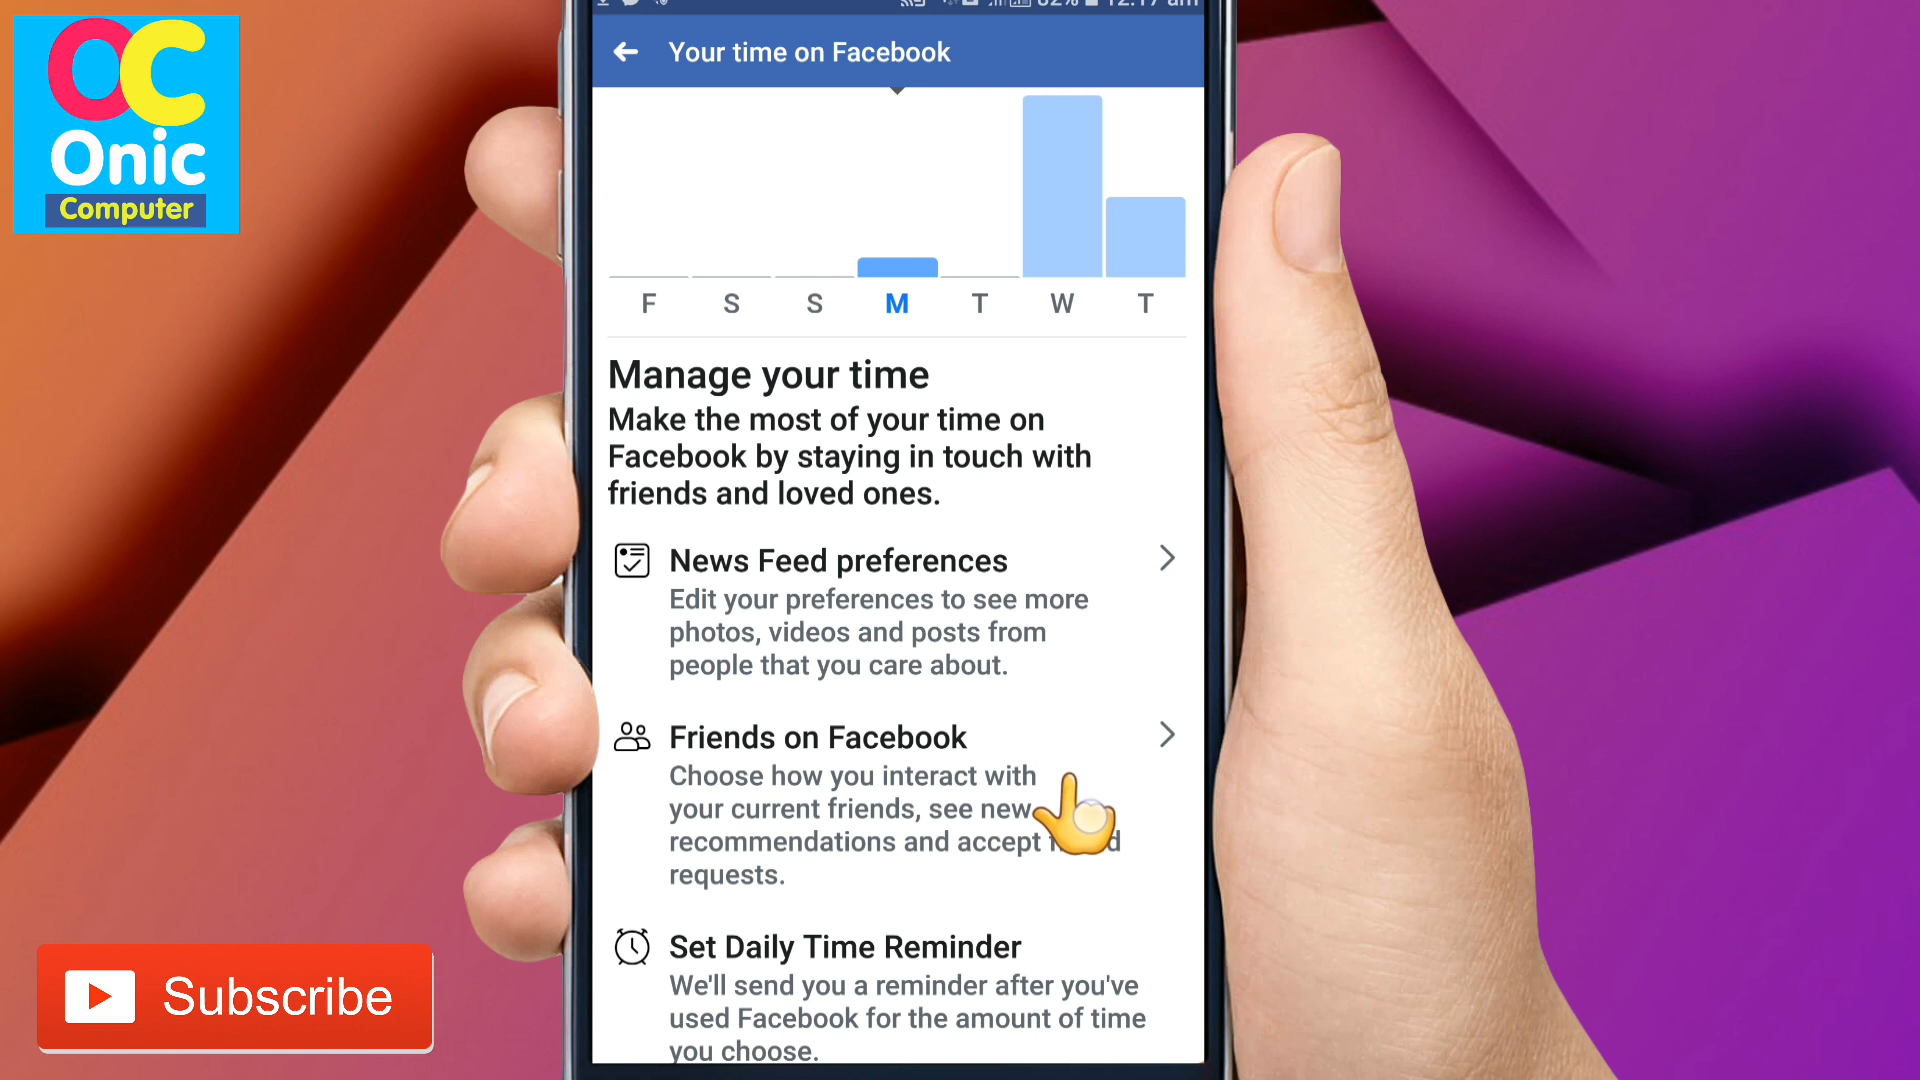 OC
Onic
Computer
Your time on Facebook
F S S M T W T
Manage your time
Make the most of your time on
Facebook by staying in touch with
friends and loved ones.
News Feed preferences
Edit your preferences to see more
photos, videos and posts from
people that you care about.
Friends on Facebook
Choose how you interact with
your current friends, see new
recommendations and accept
requests.
Set Daily Time Reminder
We'll send you a reminder after you've
used Facebook for the amount of time
you choose.
Subscribe